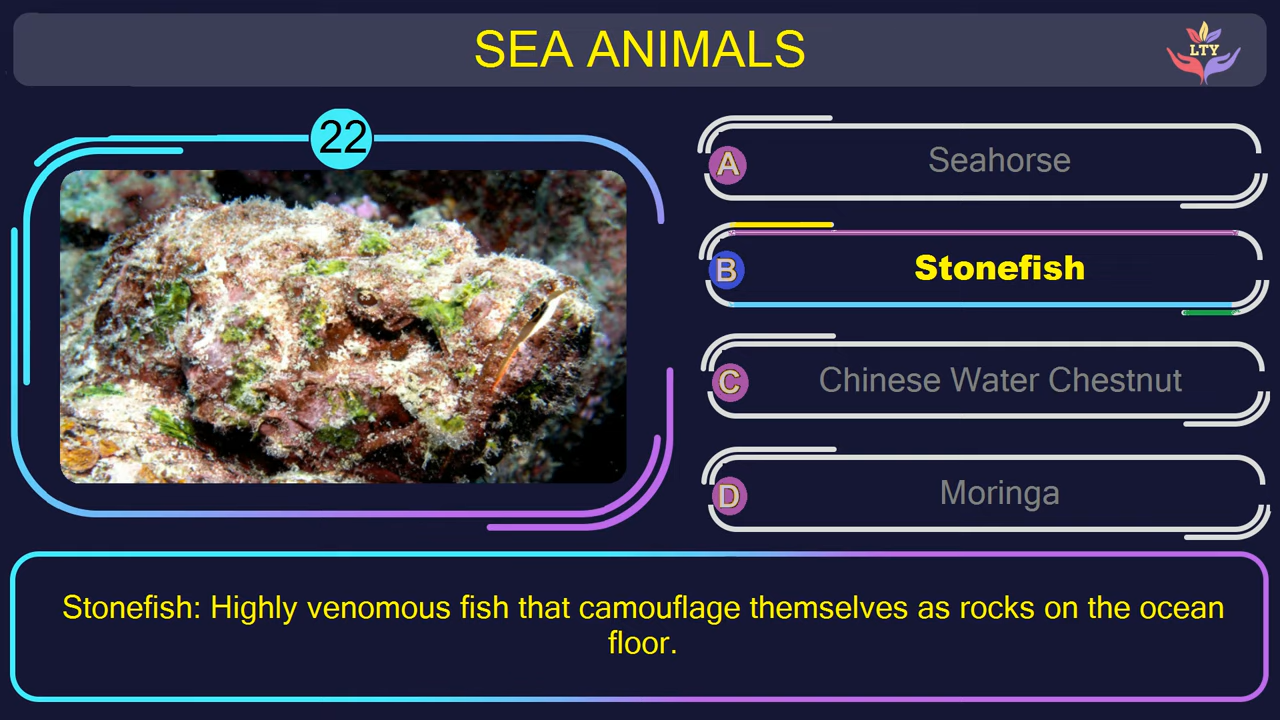 SEA ANIMALS
LTY
22
A Seahorse
B Stonefish
C Chinese Water Chestnut
D Moringa
Stonefish: Highly venomous fish that camouflage themselves as rocks on the ocean
floor.